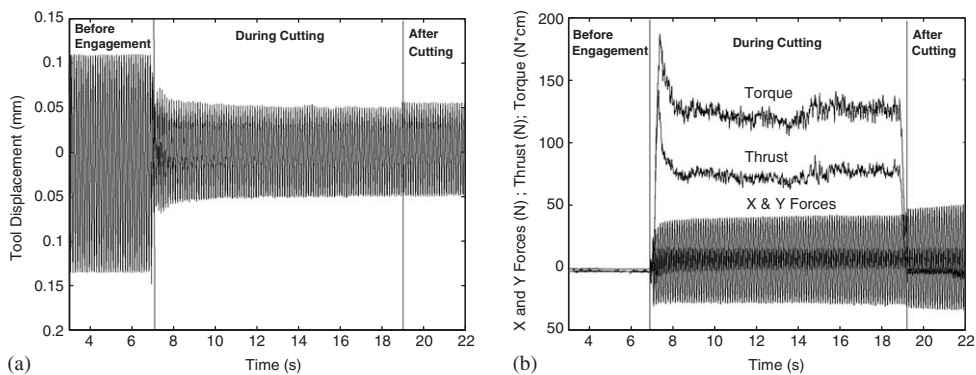 0.15
0.10
0.05
0
0.05
0.1
0.15
0.2
Tool Displacement (mm)
Before
Engagement
During Cutting
After
Cutting
4 6 8 10 12 14 16 18 20 22
Time (s)
(a)
200
150
100
50
0
50
X and Y Forces (N) ; Thrust (N); Torque (N*cm)
Before
Engagement
During Cutting
After
Cutting
Torque
Thrust
X & Y Forces
4 6 8 10 12 14 16 18 20 22
Time (s)
(b)